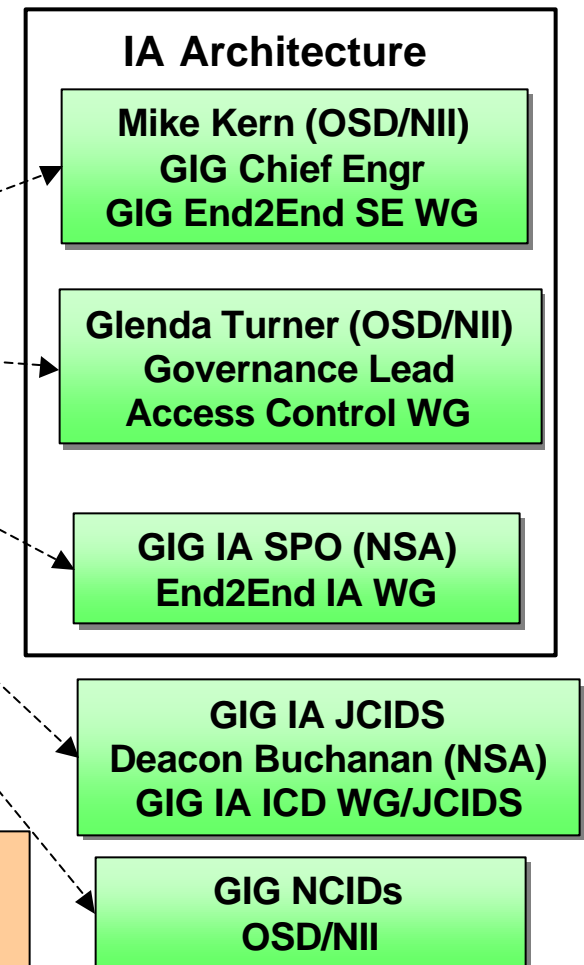 IA Architecture
Mike Kern (OSD/NII)
GIG Chief Engr
GIG End2End SE WG
Glenda Turner (OSD/NII)
Governance Lead
Access Control WG
GIG IA SPO (NSA)
End2End IA WG
GIG IA JCIDS
Deacon Buchanan (NSA)
GIG IA ICD WG/JCIDS
GIG NCIDs
OSD/NII